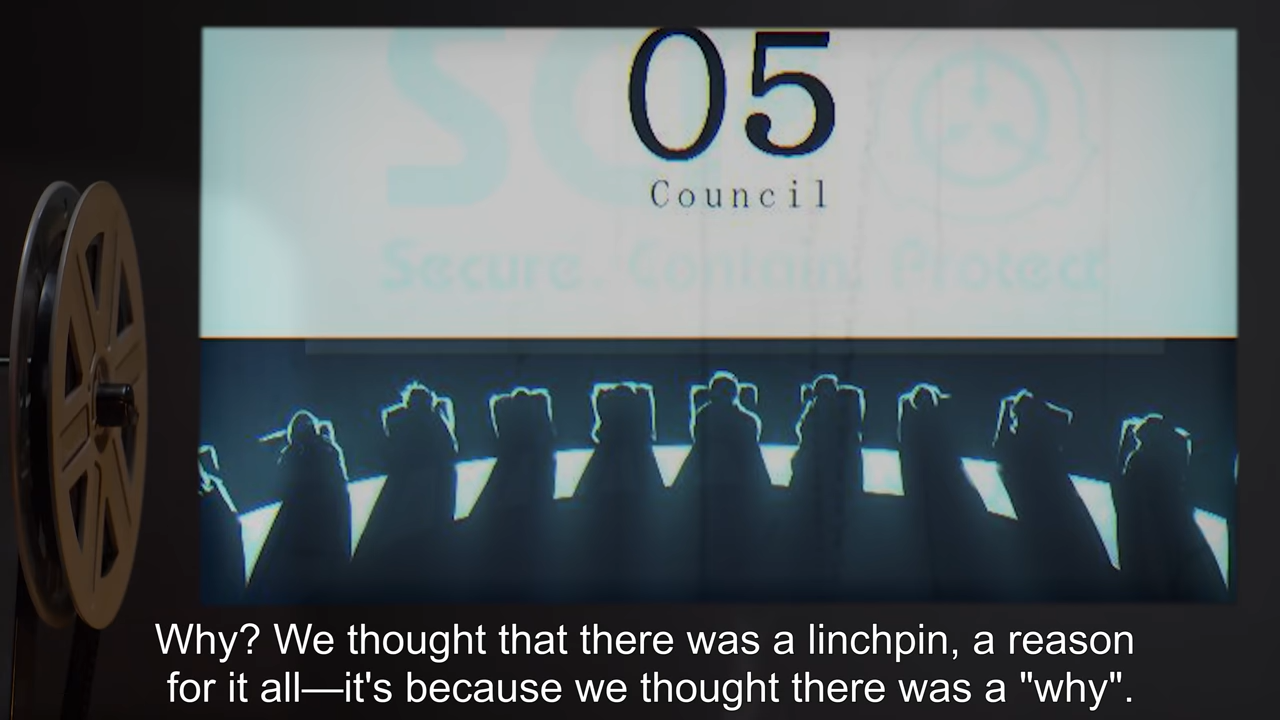 05
Council
SC
Secure. Contain. Protect
Why? We thought that there was a linchpin, a reason
for it all—it's because we thought there was a "why".